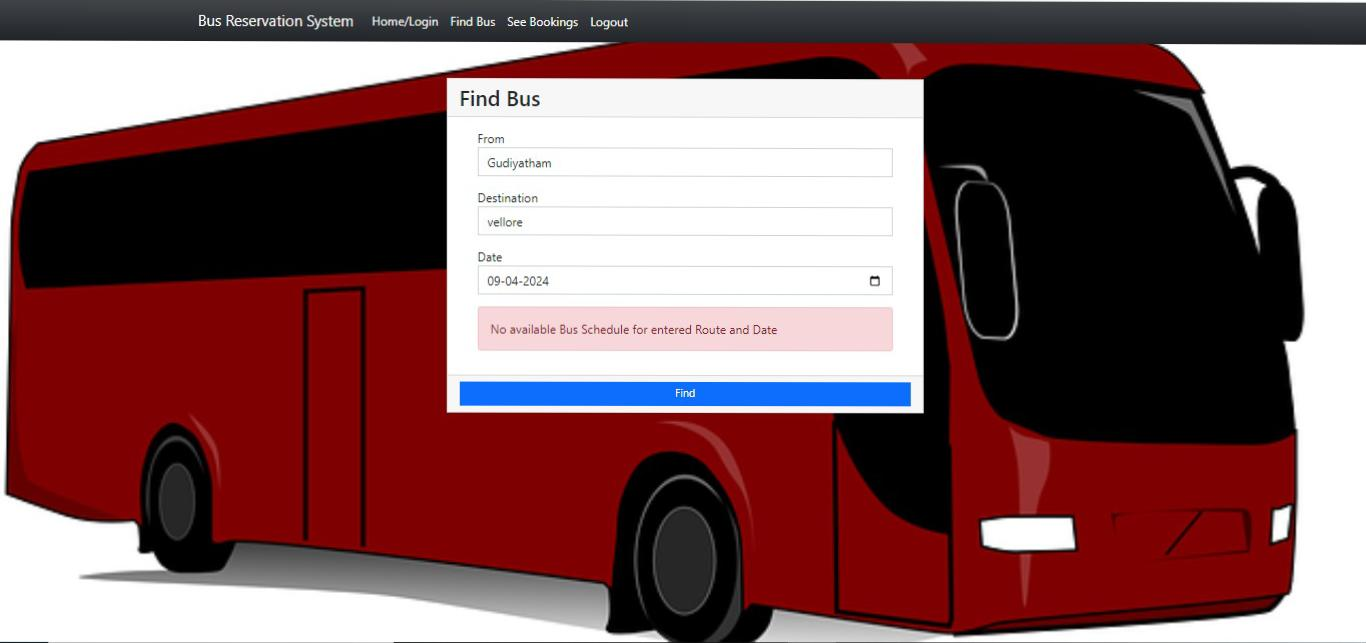 Bus Reservation System Home/Login Find Bus See Bookings Logout
Find Bus
From
Gudiyatham
Destination
vellore
Date
09-04-2024
No available Bus Schedule for entered Route and Date
Find